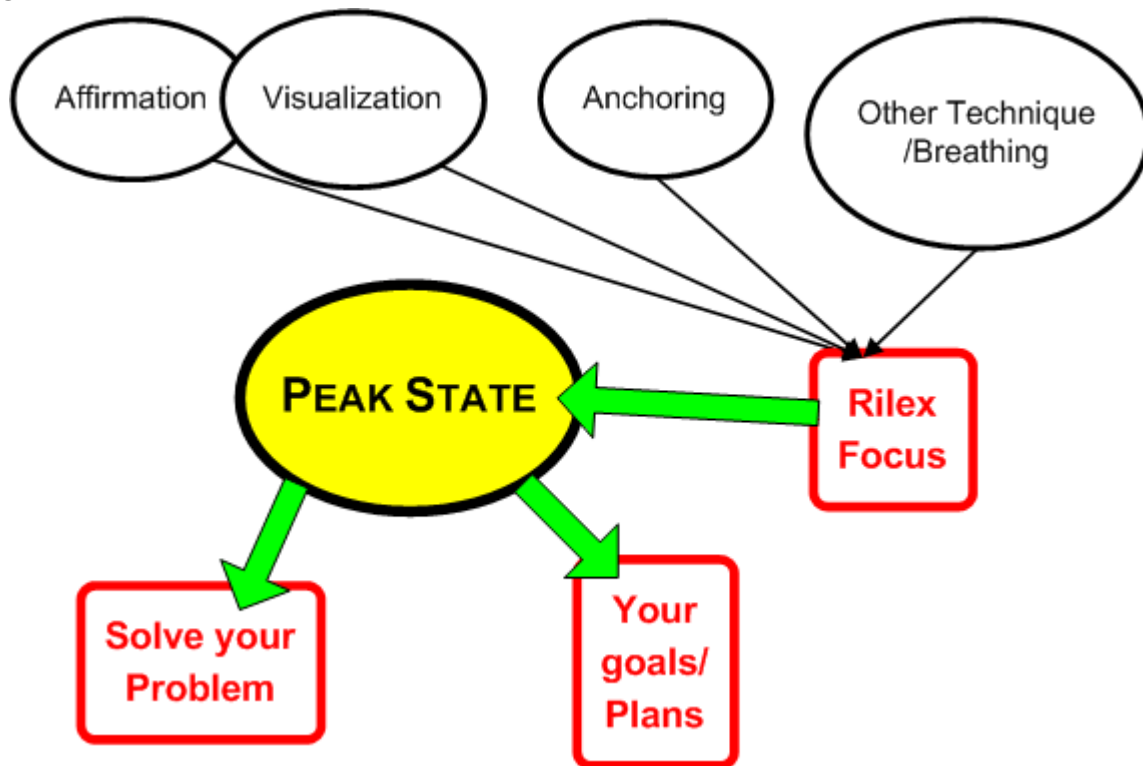 Affirmation
Visualization
Anchoring
Other Technique
/Breathing
PEAK STATE
Rilex
Focus
Solve your
Problem
Your
goals/
Plans